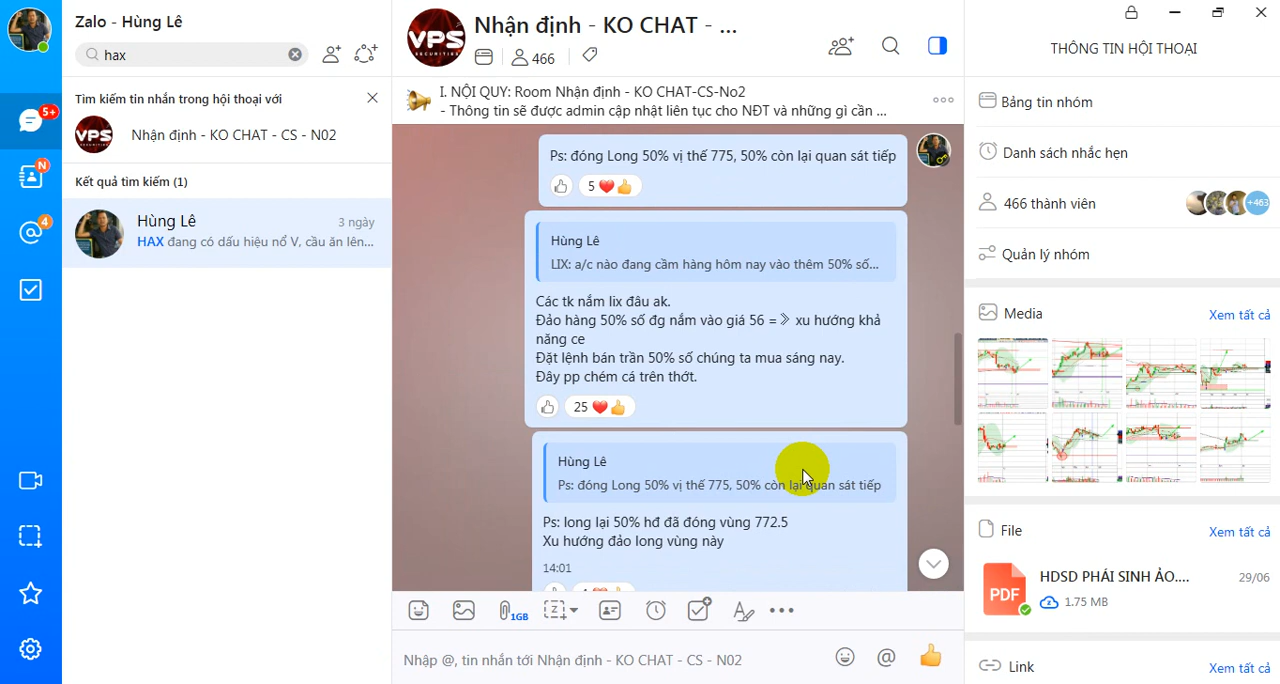 Zalo - Hùng Lê
hax
5+
N
4
Tìm kiếm tin nhắn trong hội thoại với
VPS
Nhận định - KO CHAT - CS - N02
Kết quả tìm kiếm (1)
Hùng Lê
3 ngày
HAX đang có dấu hiệu nổ V, cầu ăn lên...
VPS
SECURITIES
Nhận định - KO CHAT - ...
466
I. NỘI QUY: Room Nhận định - KO CHAT-CS-No2
- Thông tin sẽ được admin cập nhật liên tục cho NĐT và những gì cần ...
Ps: đóng Long 50% vị thế 775, 50% còn lại quan sát tiếp
5
Hùng Lê
LIX: a/c nào đang cầm hàng hôm nay vào thêm 50% số...
Các tk nắm lix đâu ak.
Đảo hàng 50% số đg nắm vào giá 56 =》 xu hướng khả
năng ce
Đặt lệnh bán trần 50% số chúng ta mua sáng nay.
Đây pp chém cá trên thớt.
25
Hùng Lê
Ps: đóng Long 50% vị thế 775, 50% còn lại quan sát tiếp
Ps: long lại 50% hđ đã đóng vùng 772.5
Xu hướng đảo long vùng này
14:01
1GB
Z
Nhập @, tin nhắn tới Nhận định - KO CHAT - CS - N02
THÔNG TIN HỘI THOẠI
Bảng tin nhóm
Danh sách nhắc hẹn
466 thành viên
+463
Quản lý nhóm
Media
Xem tất cả
File
Xem tất cả
PDF
HDSD PHÁI SINH ẢO....
29/06
1.75 MB
Link
Xem tất cả